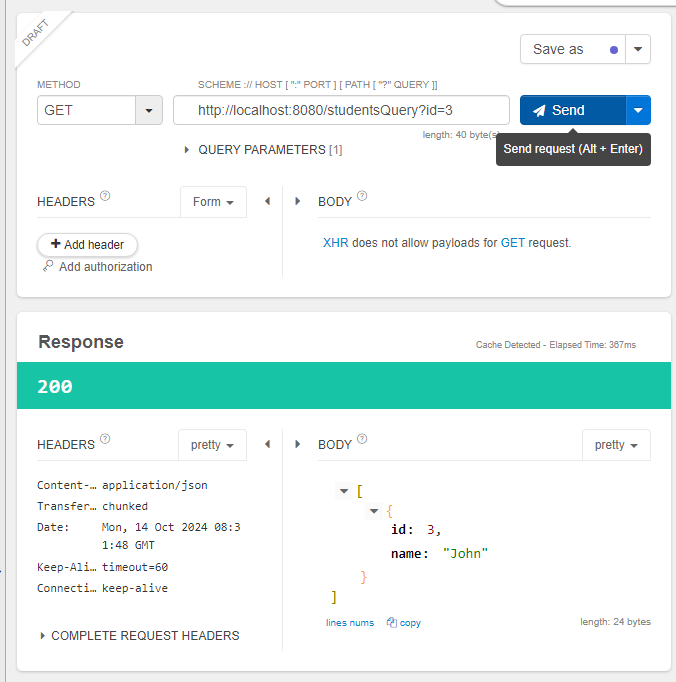 DRAFT
Save as
METHOD
SCHEME :// HOST [ ":" PORT ] [ PATH [ "?" QUERY ]]
GET
http://localhost:8080/studentsQuery?id=3
Send
length: 40 byte(s)
Send request (Alt + Enter)
QUERY PARAMETERS [1]
HEADERS ?
Form
BODY ?
Add header
XHR does not allow payloads for GET request.
Add authorization
Response
Cache Detected - Elapsed Time: 367ms
200
HEADERS ?
pretty
BODY ?
pretty
Content-… application/json
Transfer… chunked
Date: Mon, 14 Oct 2024 08:3
1:48 GMT
Keep-Ali… timeout=60
Connecti… keep-alive
[
{
id: 3,
name: "John"
}
]
lines nums
copy
length: 24 bytes
COMPLETE REQUEST HEADERS